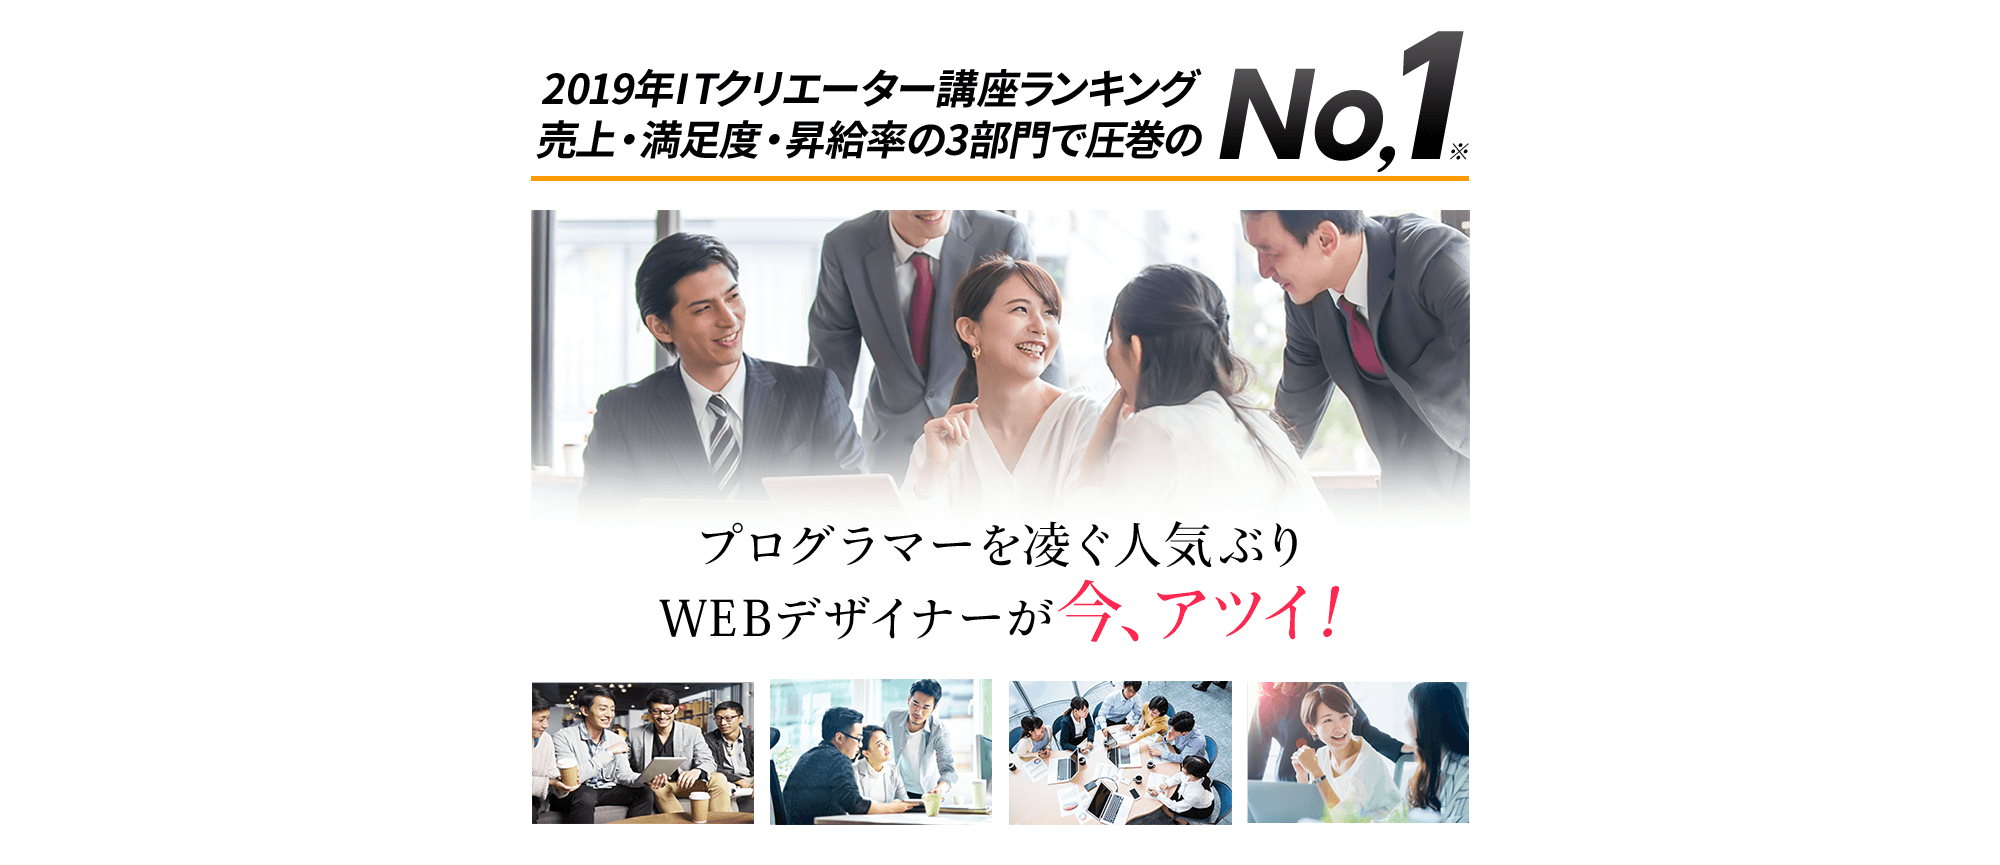 2019年ITクリエーター講座ランキング
売上・満足度・昇給率の3部門で圧巻の
No,1※
プログラマーを凌ぐ人気ぶり
WEBデザイナーが今、アツイ!